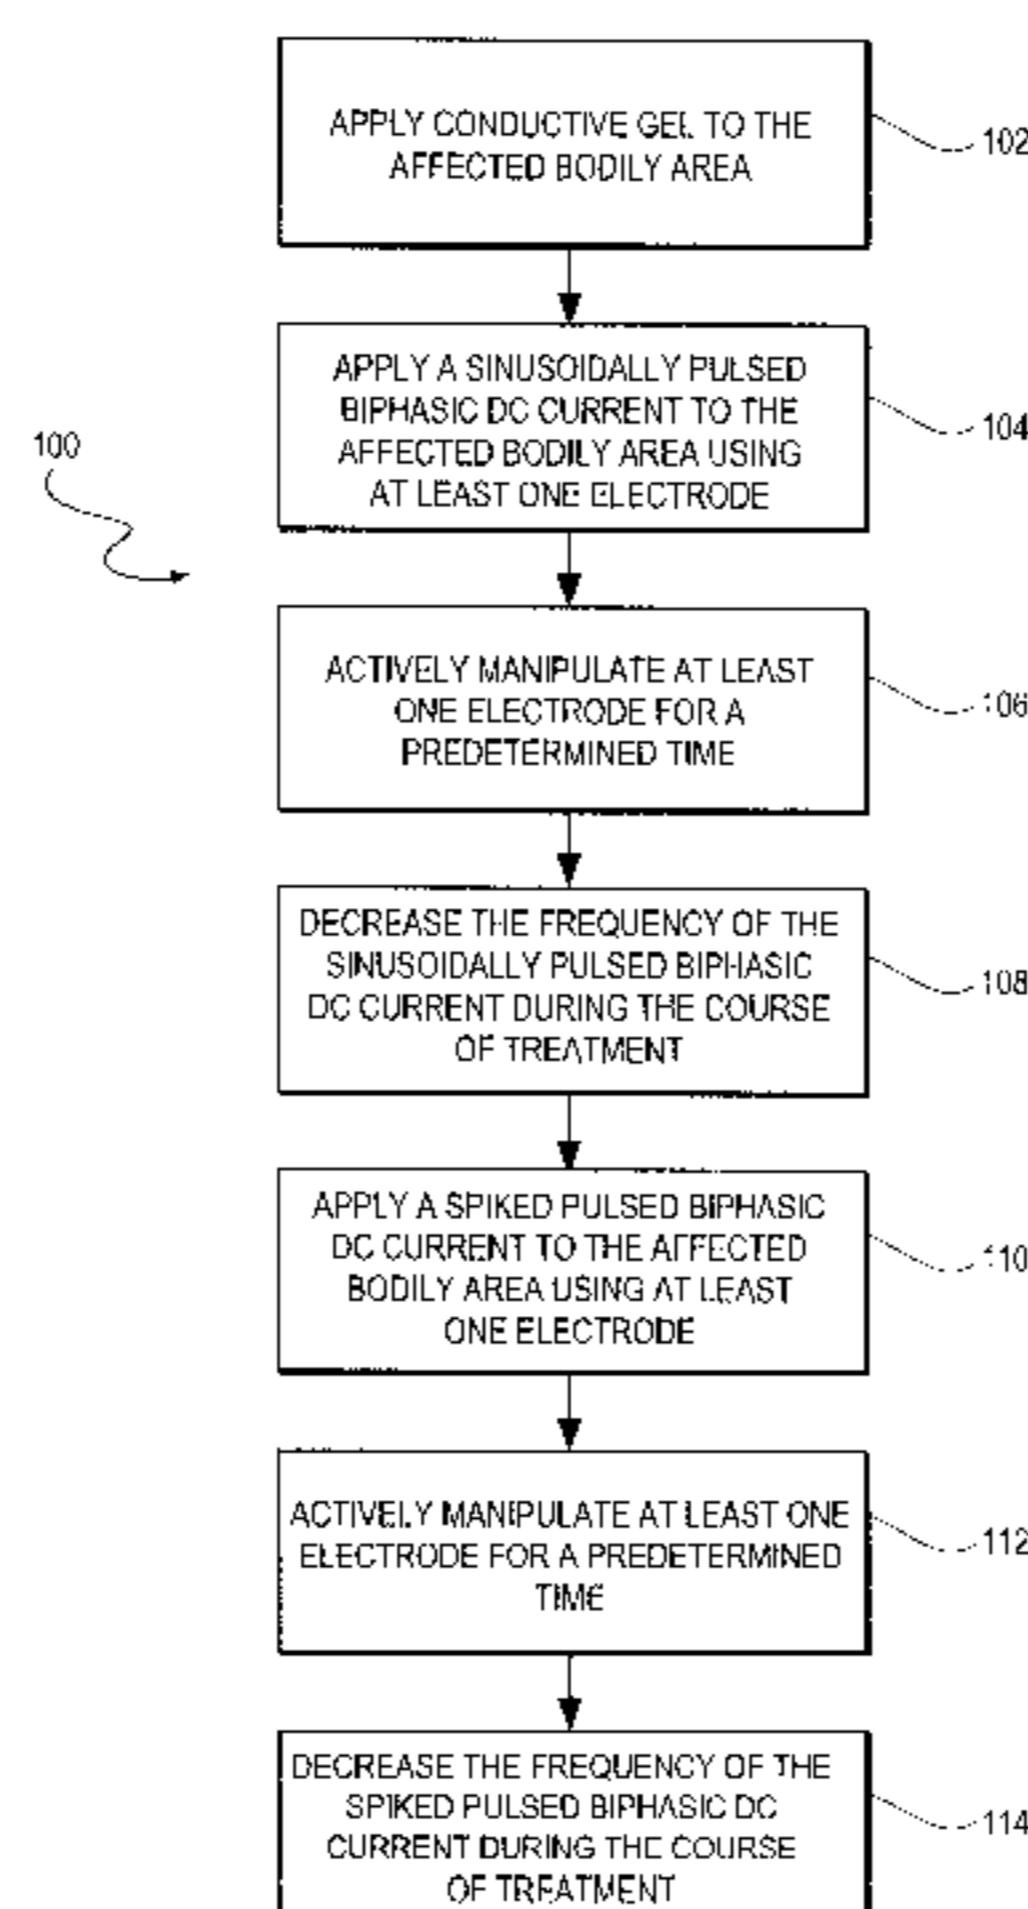 APPLY CONDUCTIVE GEL TO THE
AFFECTED BODILY AREA
102
APPLY A SINUSOIDALLY PULSED
BIPHASIC DC CURRENT TO THE
AFFECTED BODILY AREA USING
AT LEAST ONE ELECTRODE
104
100
ACTIVELY MANIPULATE AT LEAST
ONE ELECTRODE FOR A
PREDETERMINED TIME
106
DECREASE THE FREQUENCY OF THE
SINUSOIDALLY PULSED BIPHASIC
DC CURRENT DURING THE COURSE
OF TREATMENT
108
APPLY A SPIKED PULSED BIPHASIC
DC CURRENT TO THE AFFECTED
BODILY AREA USING AT LEAST
ONE ELECTRODE
110
ACTIVELY MANIPULATE AT LEAST ONE
ELECTRODE FOR A PREDETERMINED
TIME
112
DECREASE THE FREQUENCY OF THE
SPIKED PULSED BIPHASIC DC
CURRENT DURING THE COURSE
OF TREATMENT
114